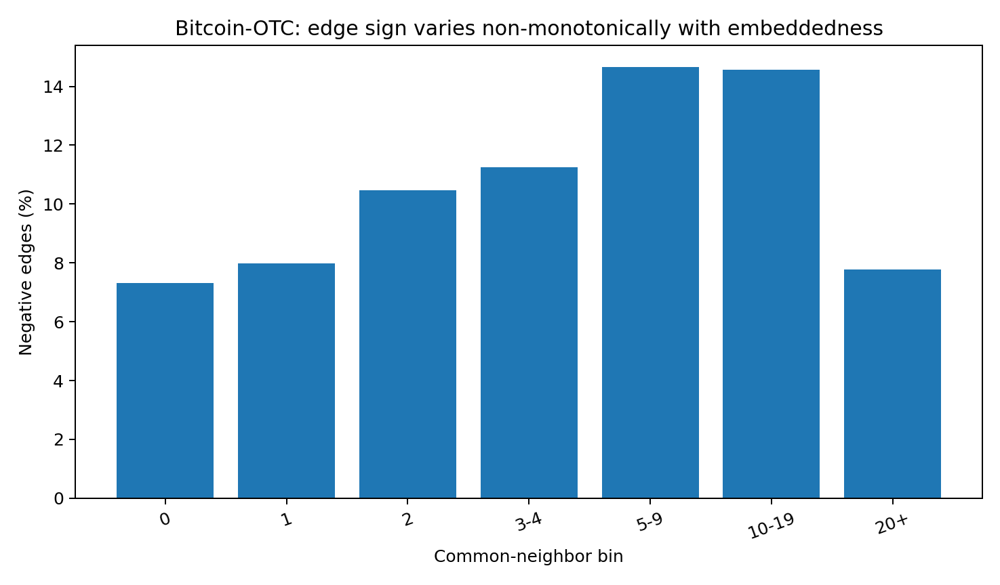 Bitcoin-OTC: edge sign varies non-monotonically with embeddedness
Negative edges (%)
14
12
10
8
6
4
2
0
0 1 2 3-4 5-9 10-19 20+
Common-neighbor bin